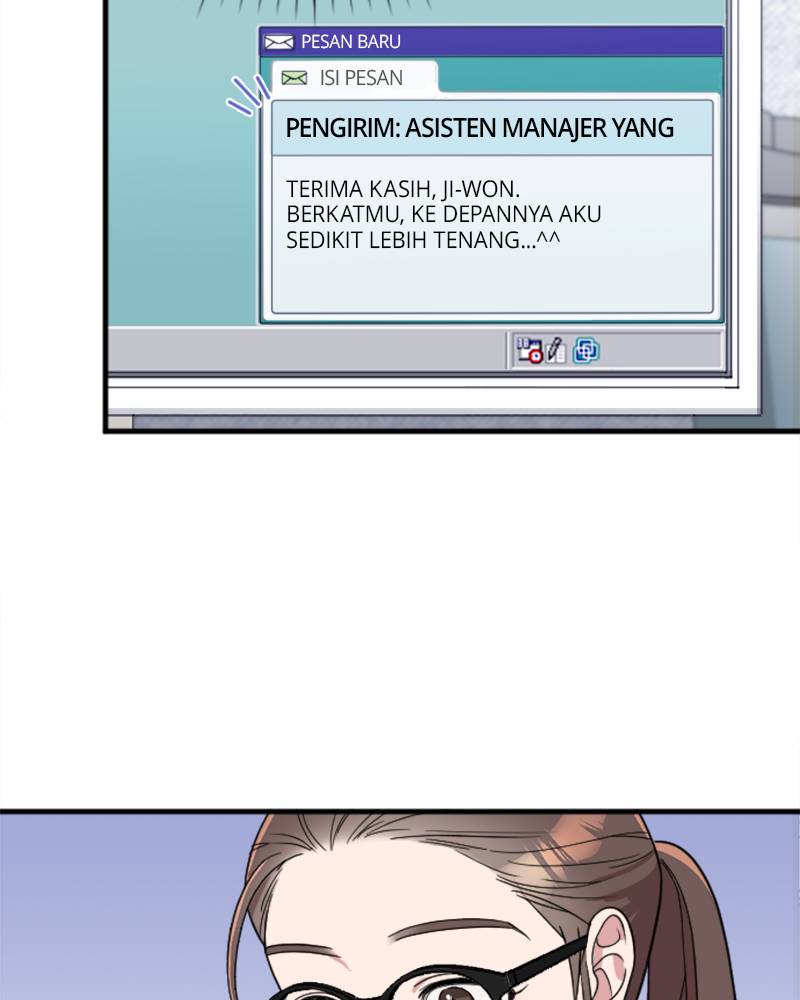 PESAN BARU
ISI PESAN
PENGIRIM: ASISTEN MANAJER YANG
TERIMA KASIH, JI-WON.
BERKATMU, KE DEPANNYA AKU
SEDIKIT LEBIH TENANG...^^